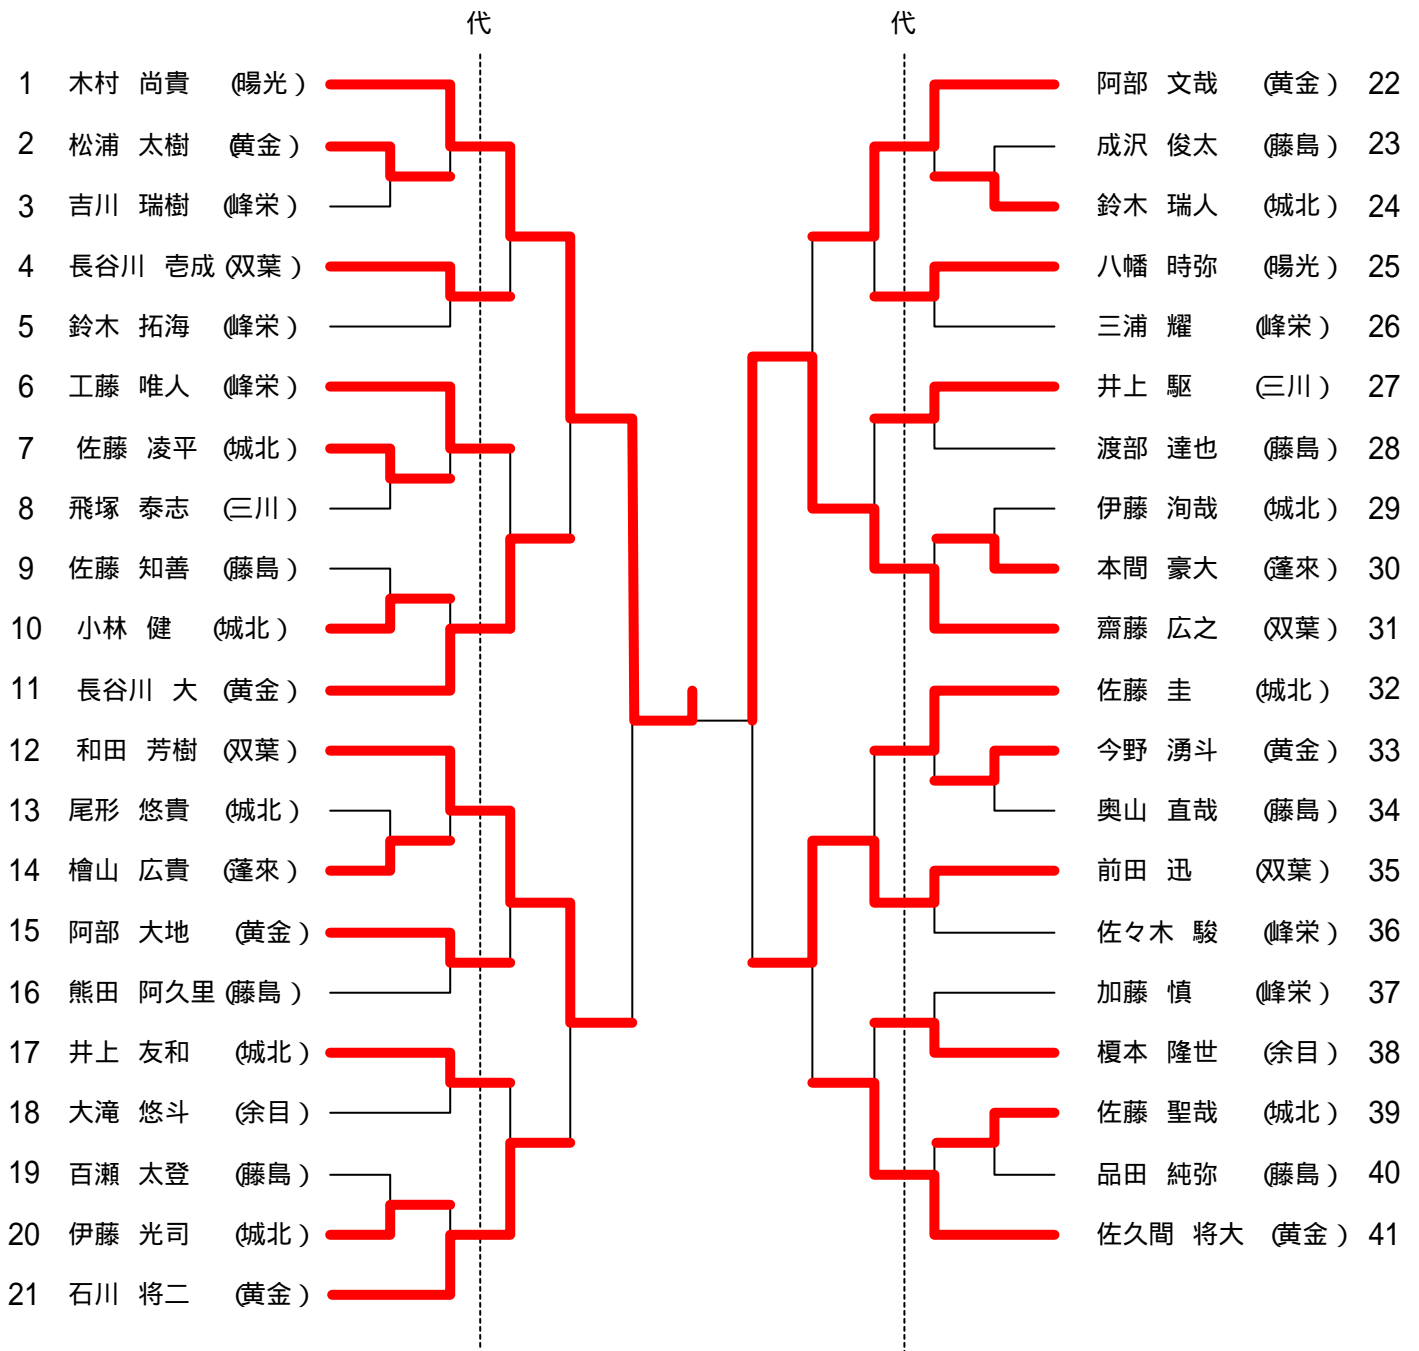 代 代
1 木村 尚貴 (暘光)
2 松浦 太樹 (黄金)
3 吉川 瑞樹 (峰栄)
4 長谷川 壱成 (双葉)
5 鈴木 拓海 (峰栄)
6 工藤 唯人 (峰栄)
7 佐藤 凌平 (城北)
8 飛塚 泰志 (三川)
9 佐藤 知善 (藤島)
10 小林 健 (城北)
11 長谷川 大 (黄金)
12 和田 芳樹 (双葉)
13 尾形 悠貴 (城北)
14 檜山 広貴 (蓬來)
15 阿部 大地 (黄金)
16 熊田 阿久里 (藤島)
17 井上 友和 (城北)
18 大滝 悠斗 (余目)
19 百瀬 太登 (藤島)
20 伊藤 光司 (城北)
21 石川 将二 (黄金)
阿部 文哉 (黄金) 22
成沢 俊太 (藤島) 23
鈴木 瑞人 (城北) 24
八幡 時弥 (暘光) 25
三浦 耀 (峰栄) 26
井上 駆 (三川) 27
渡部 達也 (藤島) 28
伊藤 洵哉 (城北) 29
本間 豪大 (蓬來) 30
齋藤 広之 (双葉) 31
佐藤 圭 (城北) 32
今野 湧斗 (黄金) 33
奥山 直哉 (藤島) 34
前田 迅 (双葉) 35
佐々木 駿 (峰栄) 36
加藤 慎 (峰栄) 37
榎本 隆世 (余目) 38
佐藤 聖哉 (城北) 39
品田 純弥 (藤島) 40
佐久間 将大 (黄金) 41